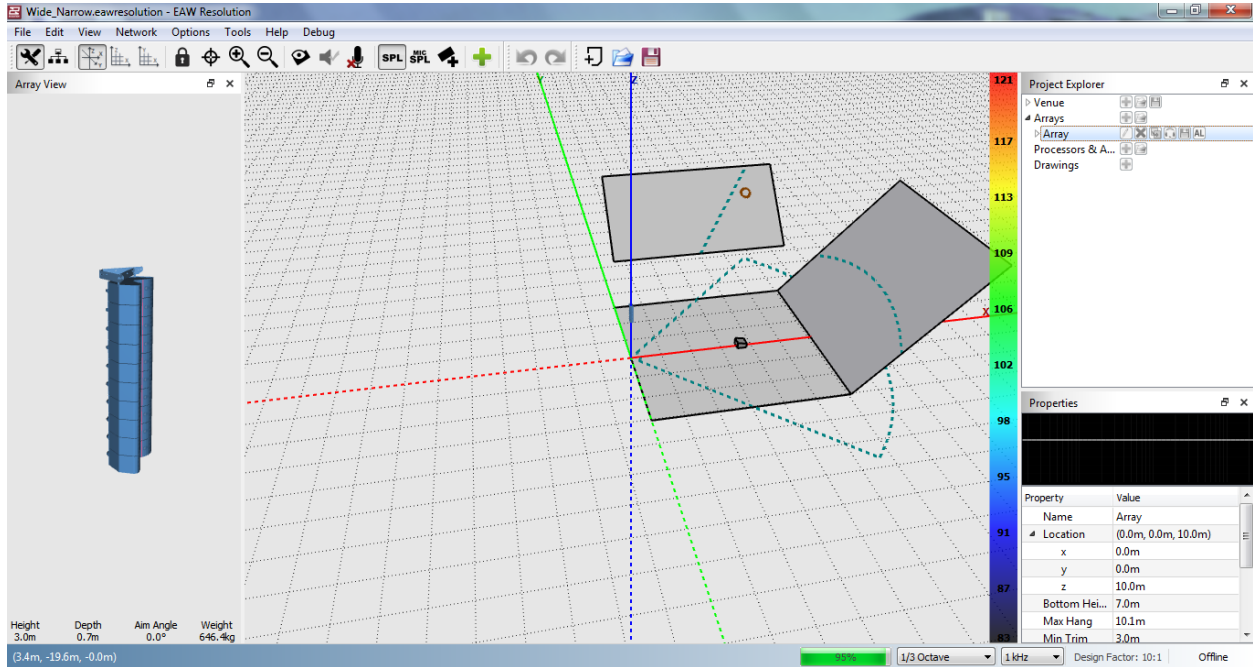 Wide_Narrow.eawresolution - EAW Resolution
File Edit View Network Options Tools Help Debug
SPL MIC SPL
Array View
Project Explorer
Venue
Arrays
Array AL
Processors & A...
Drawings
Z
X
121
117
113
109
106
102
98
95
91
87
83
Properties
Property Value
Name Array
Location (0.0m, 0.0m, 10.0m)
x 0.0m
y 0.0m
z 10.0m
Bottom Hei... 7.0m
Max Hang 10.1m
Min Trim 3.0m
Height Depth Aim Angle Weight
3.0m 0.7m 0.0° 646.4kg
(3.4m, -19.6m, -0.0m) 95% 1/3 Octave 1 kHz Design Factor: 10:1 Offline